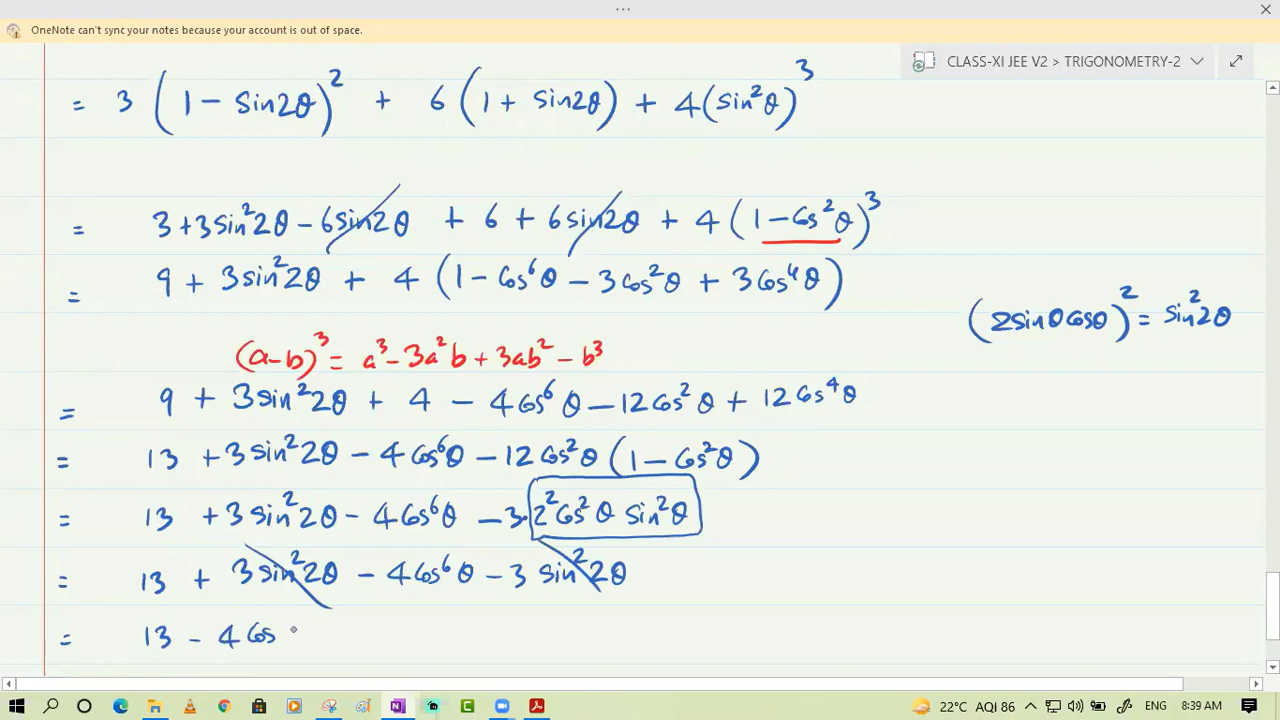 OneNote can't sync your notes because your account is out of space.
CLASS-XI JEE V2 > TRIGONOMETRY-2
= 3 (1 - sin2θ)² + 6 (1 + sin2θ) + 4(sin²θ)³
= 3 + 3sin²2θ - 6sin2θ + 6 + 6sin2θ + 4 (1 - Cos²θ)³
= 9 + 3sin²2θ + 4 (1 - Cos⁶θ - 3cos²θ + 3Cos⁴θ)
(2sinθcosθ)² = sin²2θ
(a-b)³ = a³ - 3a²b + 3ab² - b³
= 9 + 3sin²2θ + 4 - 4Cos⁶θ - 12Cos²θ + 12Cos⁴θ
= 13 + 3sin²2θ - 4Cos⁶θ - 12Cos²θ (1 - Cos²θ)
= 13 + 3sin²2θ - 4Cos⁶θ - 3·2²Cos²θ sin²θ
= 13 + 3sin²2θ - 4Cos⁶θ - 3 sin²2θ
= 13 - 4Cos
22°C AQI 86
ENG
8:39 AM